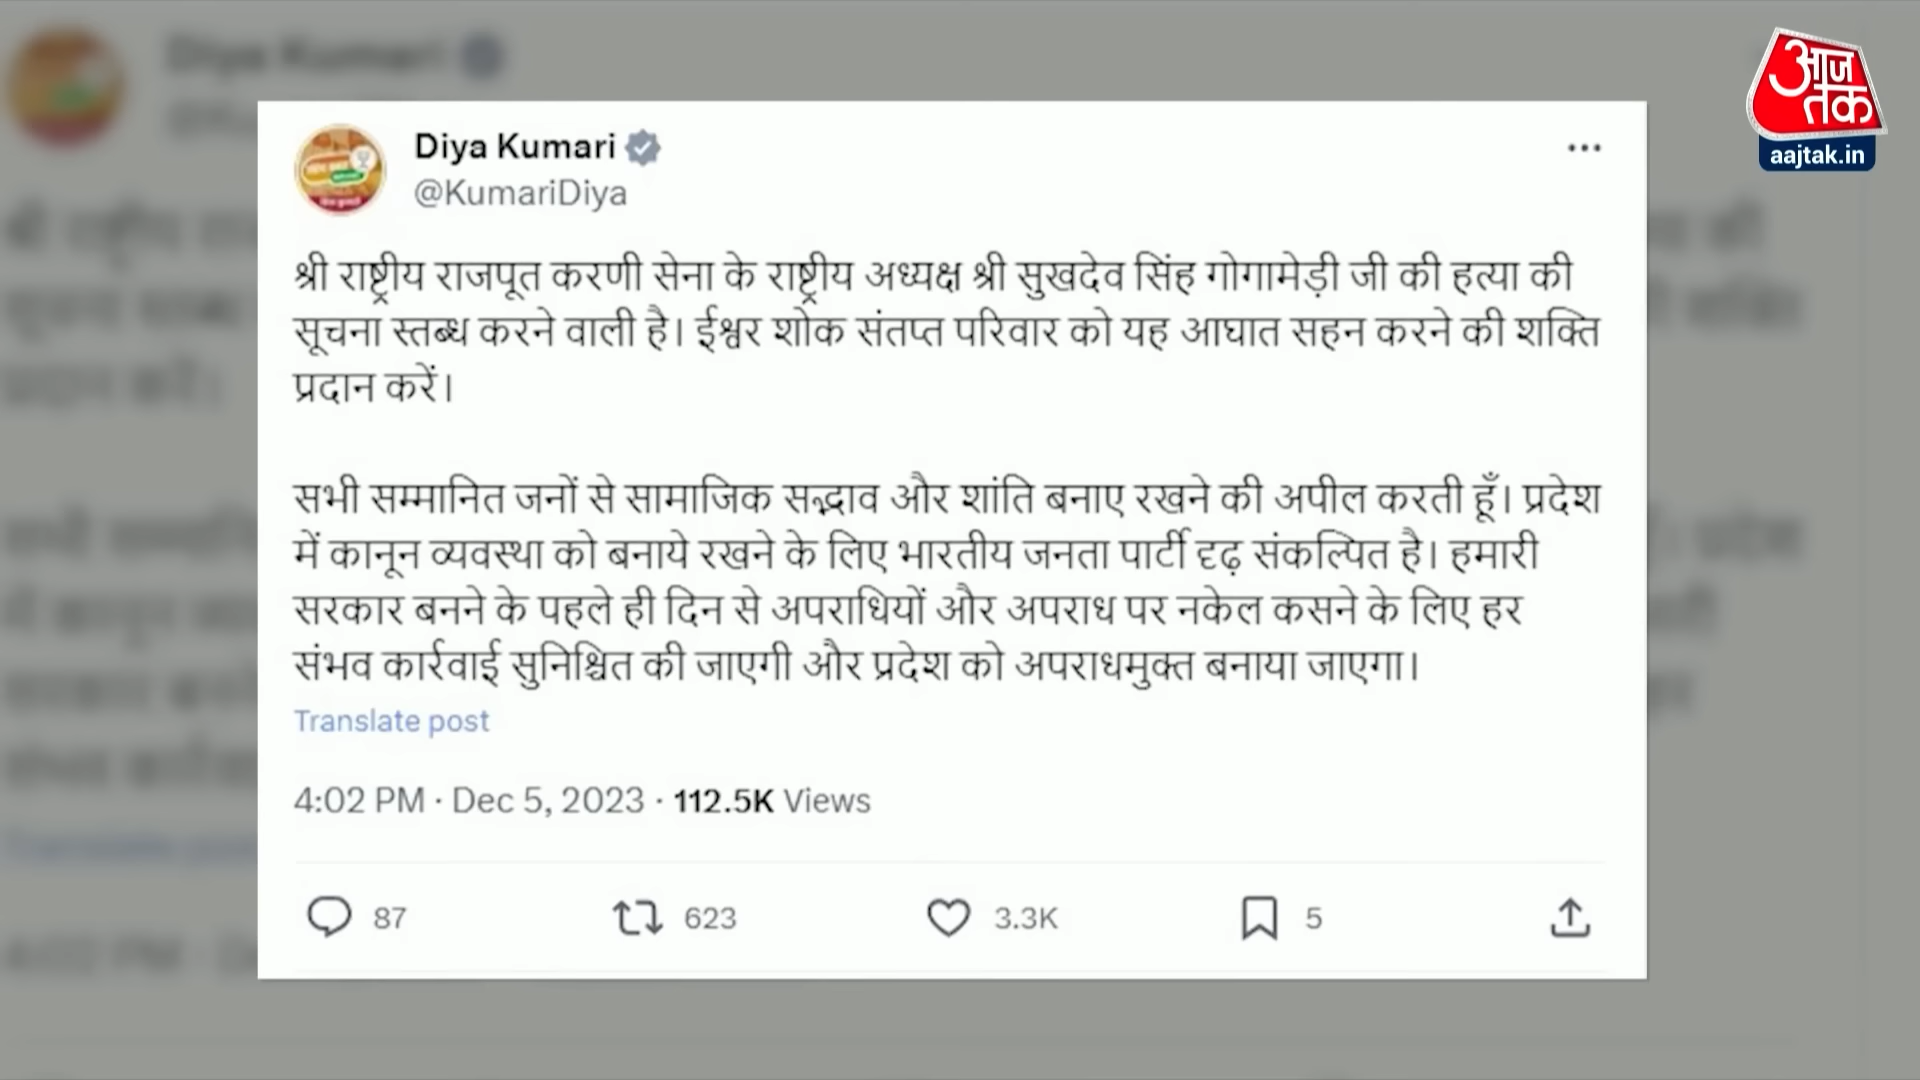 Diya Kumari
@KumariDiya
श्री राष्ट्रीय राजपूत करणी सेना के राष्ट्रीय अध्यक्ष श्री सुखदेव सिंह गोगामेड़ी जी की हत्या की
सूचना स्तब्ध करने वाली है। ईश्वर शोक संतप्त परिवार को यह आघात सहन करने की शक्ति
प्रदान करें।
सभी सम्मानित जनों से सामाजिक सद्भाव और शांति बनाए रखने की अपील करती हूँ। प्रदेश
में कानून व्यवस्था को बनाये रखने के लिए भारतीय जनता पार्टी दृढ़ संकल्पित है। हमारी
सरकार बनने के पहले ही दिन से अपराधियों और अपराध पर नकेल कसने के लिए हर
संभव कार्रवाई सुनिश्चित की जाएगी और प्रदेश को अपराधमुक्त बनाया जाएगा।
Translate post
4:02 PM · Dec 5, 2023 · 112.5K Views
87 623 3.3K 5
आज
तक
aajtak.in